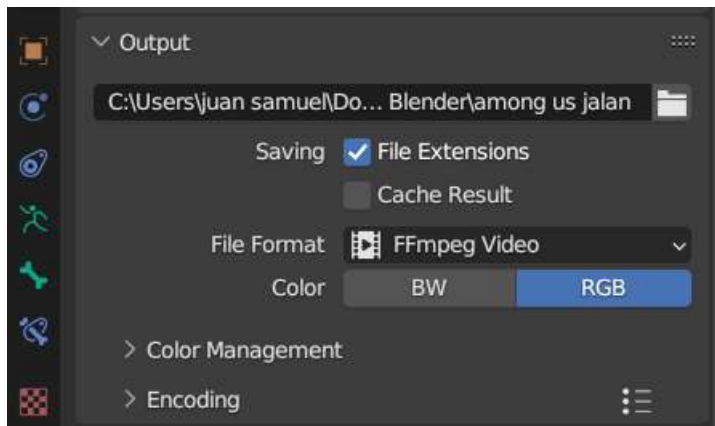 Output
C:\Users\juan samuel\Do... Blender\among us jalan
Saving File Extensions
Cache Result
File Format FFmpeg Video
Color BW RGB
Color Management
Encoding